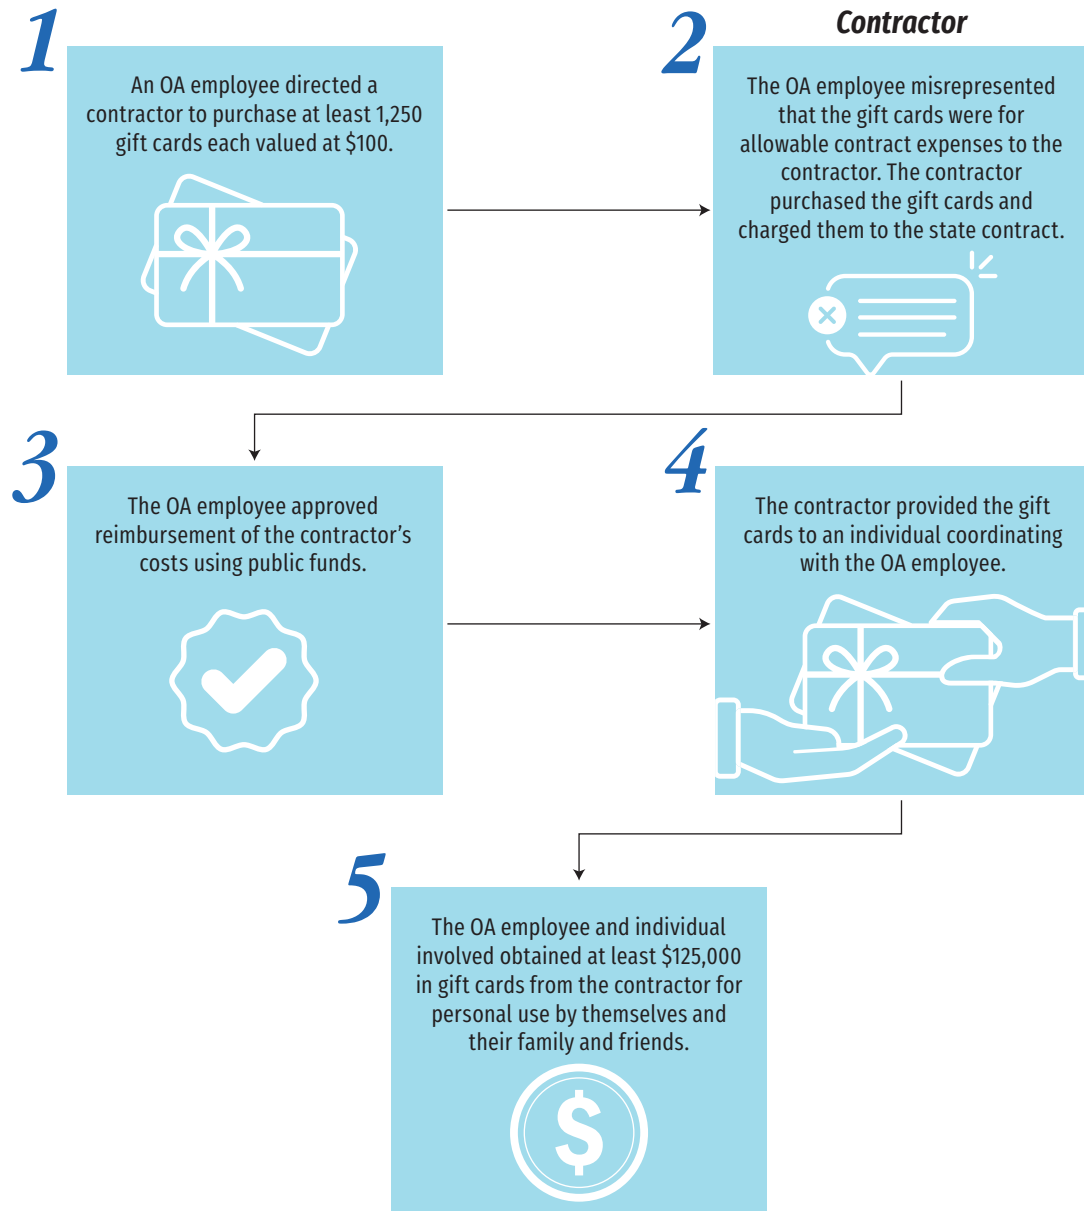 1
An OA employee directed a
contractor to purchase at least 1,250
gift cards each valued at $100.
Contractor
2
The OA employee misrepresented
that the gift cards were for
allowable contract expenses to the
contractor. The contractor
purchased the gift cards and
charged them to the state contract.
3
The OA employee approved
reimbursement of the contractor’s
costs using public funds.
4
The contractor provided the gift
cards to an individual coordinating
with the OA employee.
5
The OA employee and individual
involved obtained at least $125,000
in gift cards from the contractor for
personal use by themselves and
their family and friends.
$